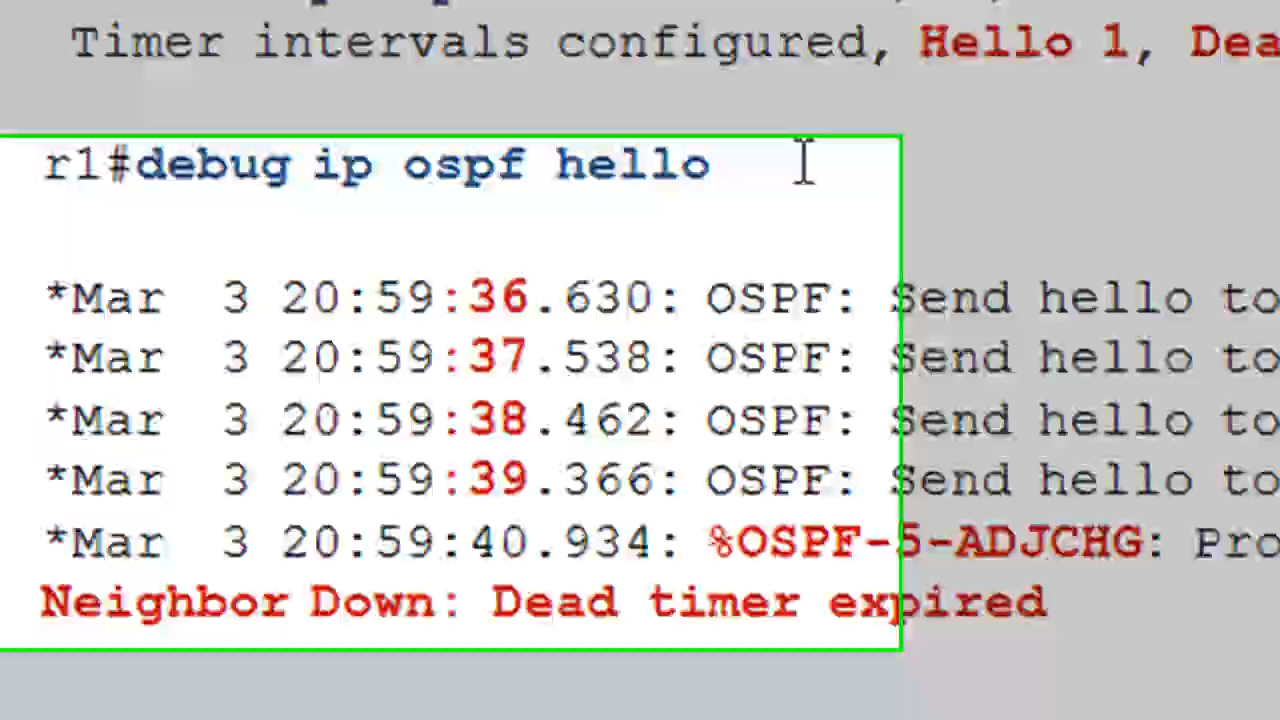 Timer intervals configured, Hello 1, Dea
r1#debug ip ospf hello
*Mar  3 20:59:36.630: OSPF: Send hello to
*Mar  3 20:59:37.538: OSPF: Send hello to
*Mar  3 20:59:38.462: OSPF: Send hello to
*Mar  3 20:59:39.366: OSPF: Send hello to
*Mar  3 20:59:40.934: %OSPF-5-ADJCHG: Pro
Neighbor Down: Dead timer expired